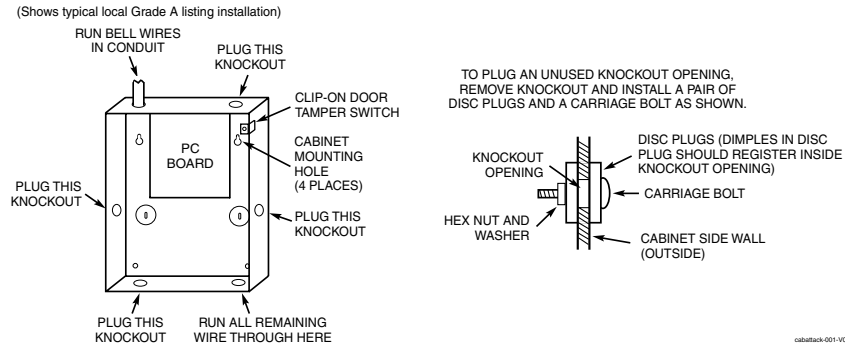 (Shows typical local Grade A listing installation)
RUN BELL WIRES
IN CONDUIT
PLUG THIS
KNOCKOUT
CLIP-ON DOOR
TAMPER SWITCH
PC
BOARD
CABINET
MOUNTING
HOLE
(4 PLACES)
PLUG THIS
KNOCKOUT
PLUG THIS
KNOCKOUT
PLUG THIS
KNOCKOUT
RUN ALL REMAINING
WIRE THROUGH HERE
TO PLUG AN UNUSED KNOCKOUT OPENING,
REMOVE KNOCKOUT AND INSTALL A PAIR OF
DISC PLUGS AND A CARRIAGE BOLT AS SHOWN.
KNOCKOUT
OPENING
DISC PLUGS (DIMPLES IN DISC
PLUG SHOULD REGISTER INSIDE
KNOCKOUT OPENING)
CARRIAGE BOLT
HEX NUT AND
WASHER
CABINET SIDE WALL
(OUTSIDE)
cabattack-001-V0